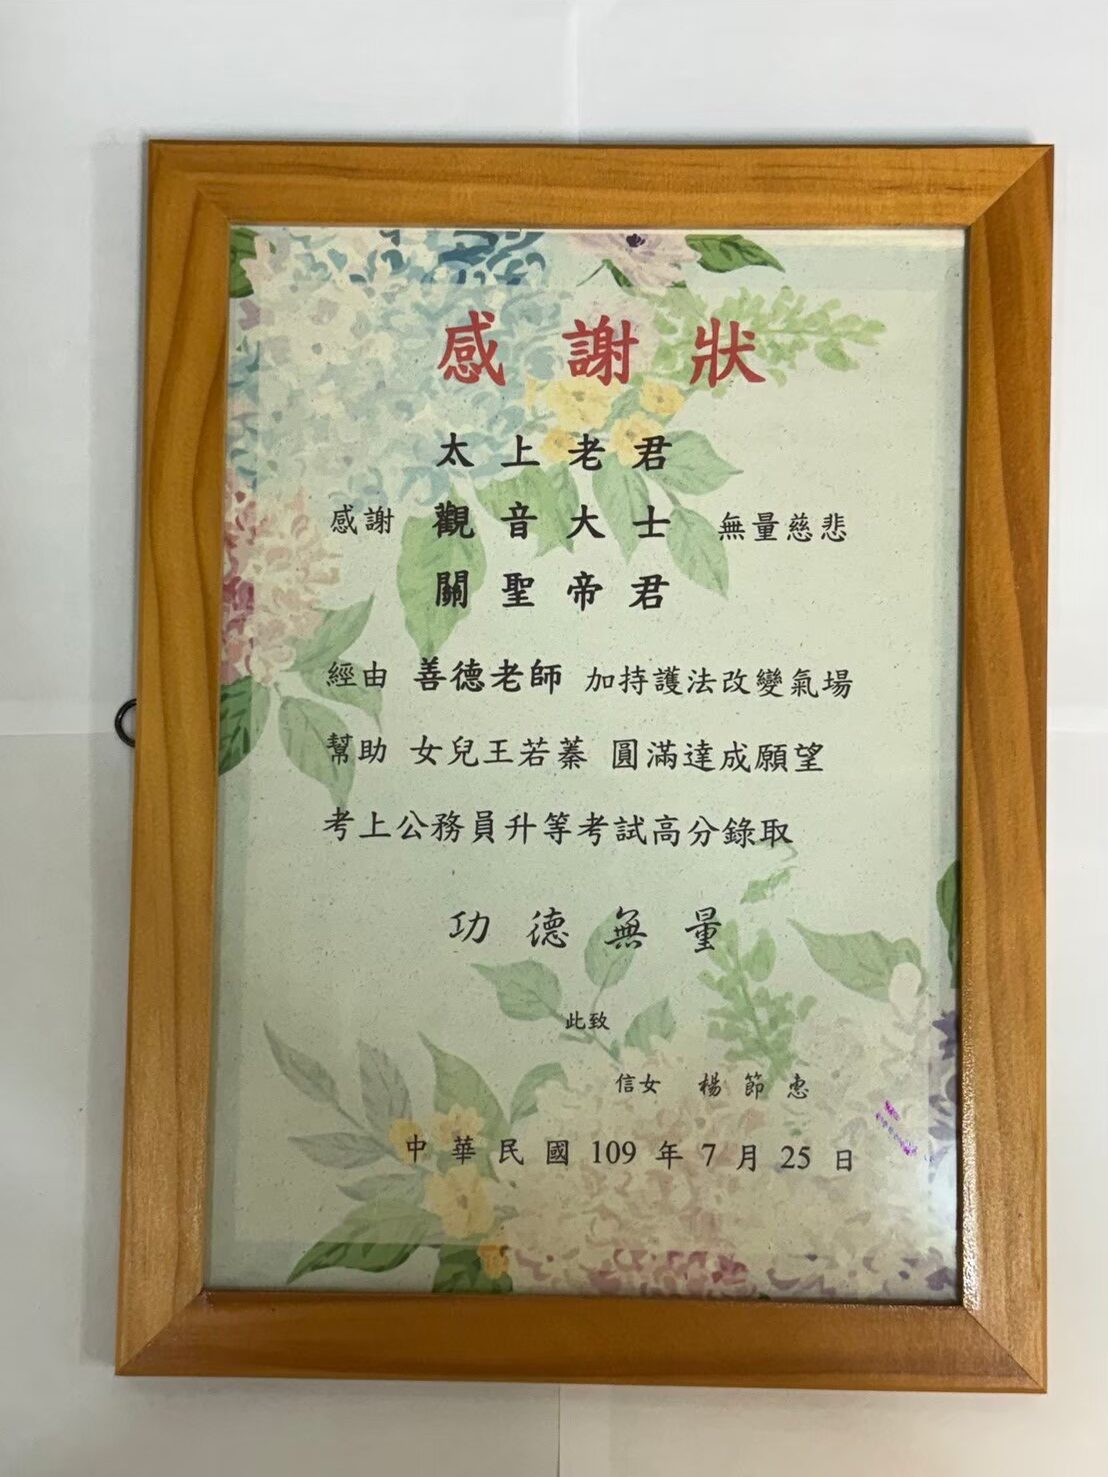 感謝狀
太上老君
感謝 觀音大士 無量慈悲
關聖帝君
經由 善德老師 加持護法改變氣場
幫助 女兒王若蓁 圓滿達成願望
考上公務員升等考試高分錄取
功德無量
此致
信女 楊節惠
中華民國 109 年 7 月 25 日